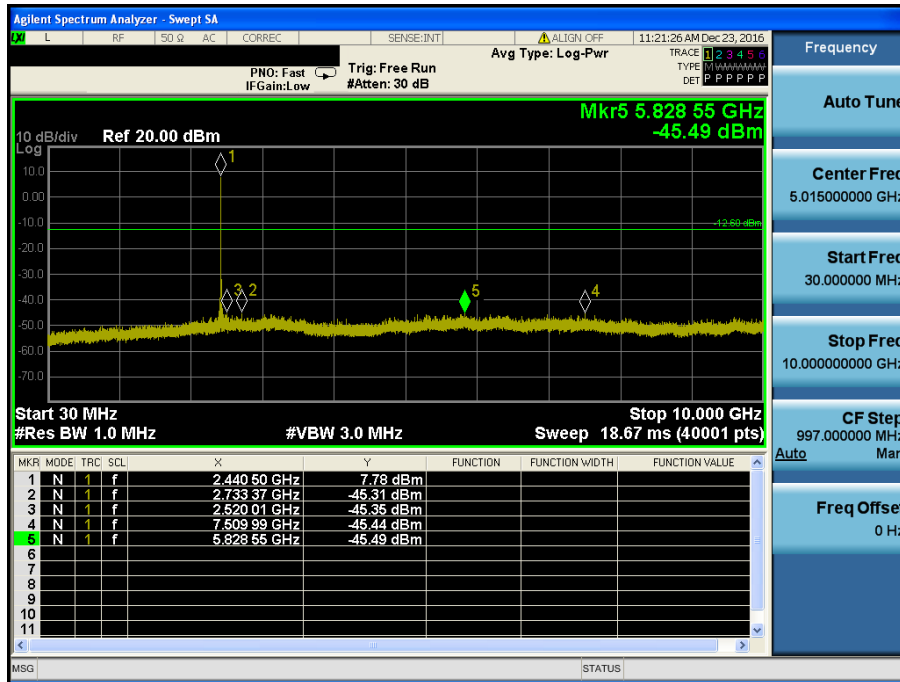 Agilent Spectrum Analyzer - Swept SA
LXI L RF 50 Ω AC CORREC SENSE:INT ALIGN OFF 11:21:26 AM Dec 23, 2016
Avg Type: Log-Pwr TRACE 1 2 3 4 5 6
PNO: Fast Trig: Free Run TYPE M W W W W W
IFGain:Low #Atten: 30 dB DET P P P P P P
Mkr5 5.828 55 GHz
-45.49 dBm
10 dB/div Ref 20.00 dBm
Log
10.0
0.00
-10.0
-20.0
-30.0
-40.0
-50.0
-60.0
-70.0
1
-12.60 dBm
3 2 5 4
Start 30 MHz Stop 10.000 GHz
#Res BW 1.0 MHz #VBW 3.0 MHz Sweep 18.67 ms (40001 pts)
MKR MODE TRC SCL X Y FUNCTION FUNCTION WIDTH FUNCTION VALUE
1 N 1 f 2.440 50 GHz 7.78 dBm
2 N 1 f 2.733 37 GHz -45.31 dBm
3 N 1 f 2.520 01 GHz -45.35 dBm
4 N 1 f 7.509 99 GHz -45.44 dBm
5 N 1 f 5.828 55 GHz -45.49 dBm
6
7
8
9
10
11
MSG STATUS
Frequency
Auto Tune
Center Freq
5.015000000 GHz
Start Freq
30.000000 MHz
Stop Freq
10.000000000 GHz
CF Step
997.000000 MHz
Auto Man
Freq Offset
0 Hz